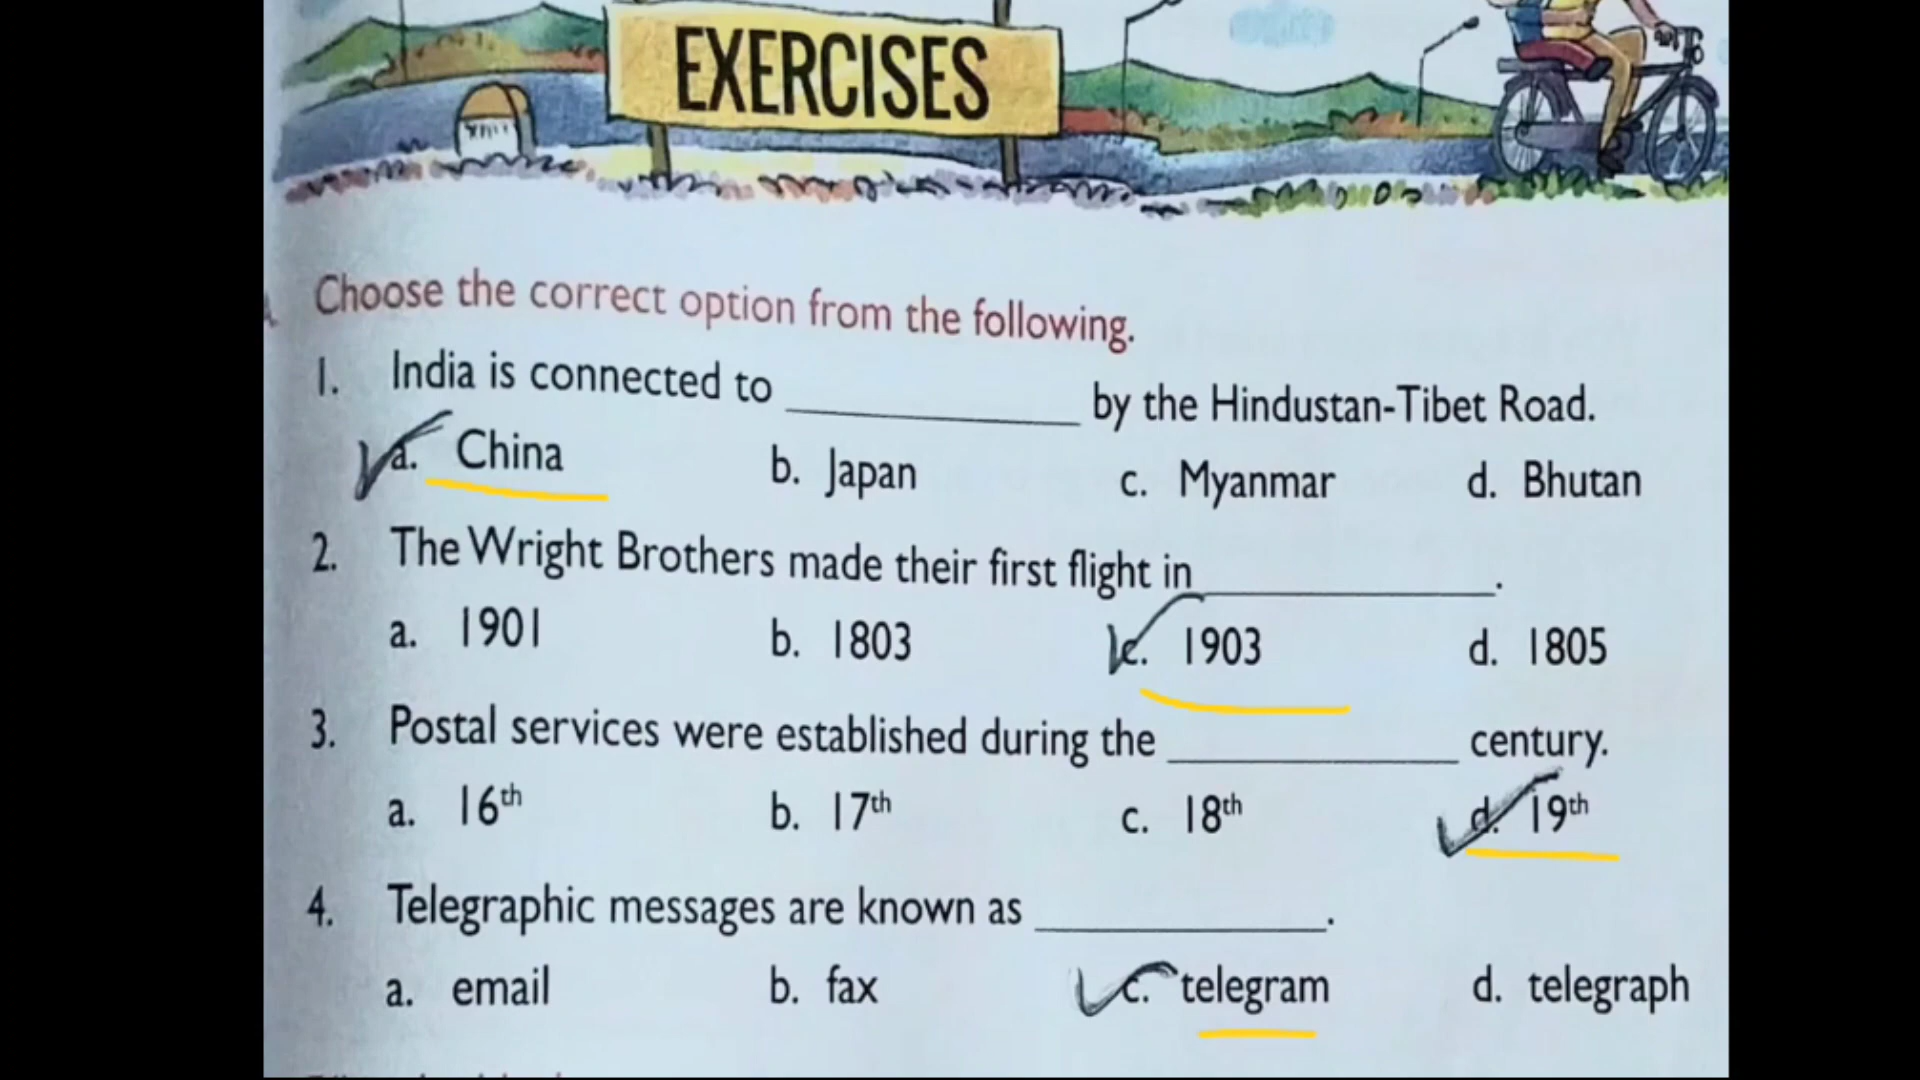 EXERCISES
Choose the correct option from the following.
1. India is connected to ____________ by the Hindustan-Tibet Road.
a. China b. Japan c. Myanmar d. Bhutan
2. The Wright Brothers made their first flight in ____________.
a. 1901 b. 1803 c. 1903 d. 1805
3. Postal services were established during the ____________ century.
a. 16th b. 17th c. 18th d. 19th
4. Telegraphic messages are known as ____________.
a. email b. fax c. telegram d. telegraph